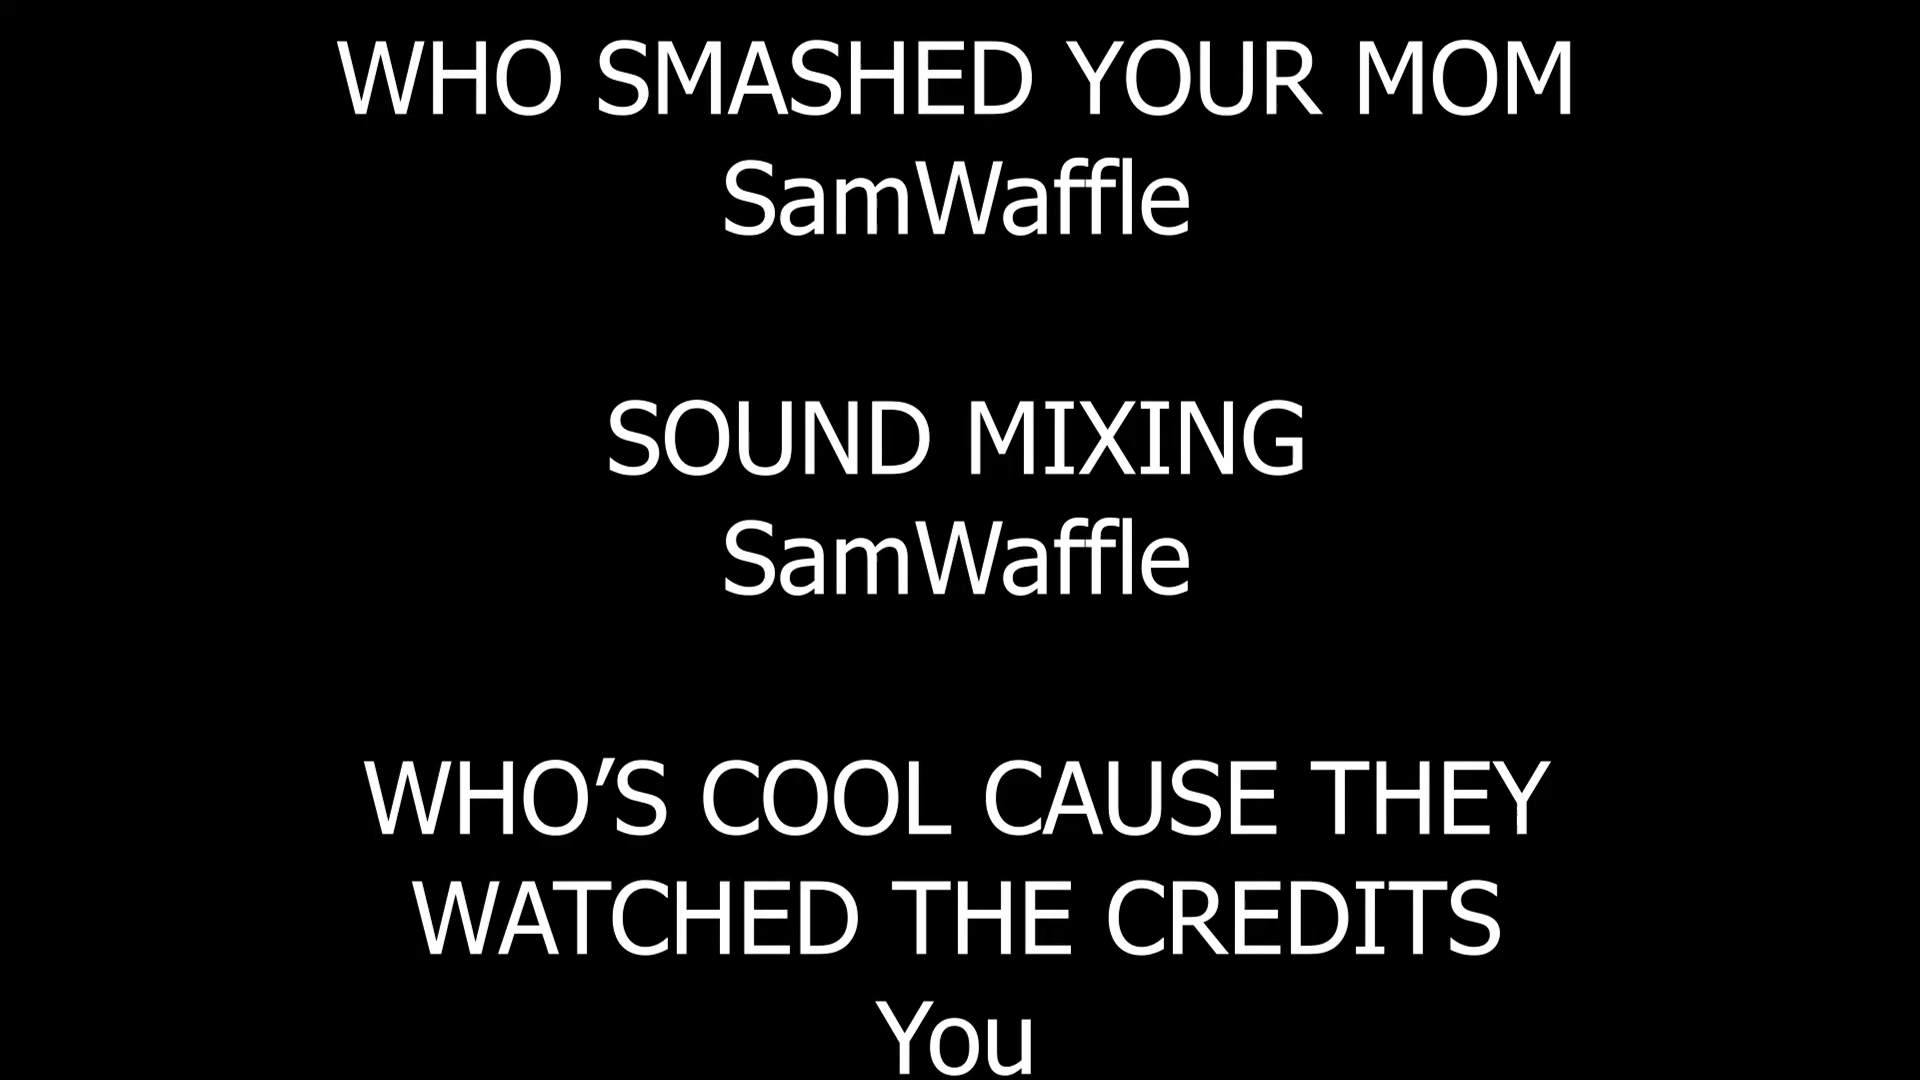 WHO SMASHED YOUR MOM
SamWaffle
SOUND MIXING
SamWaffle
WHO’S COOL CAUSE THEY
WATCHED THE CREDITS
You